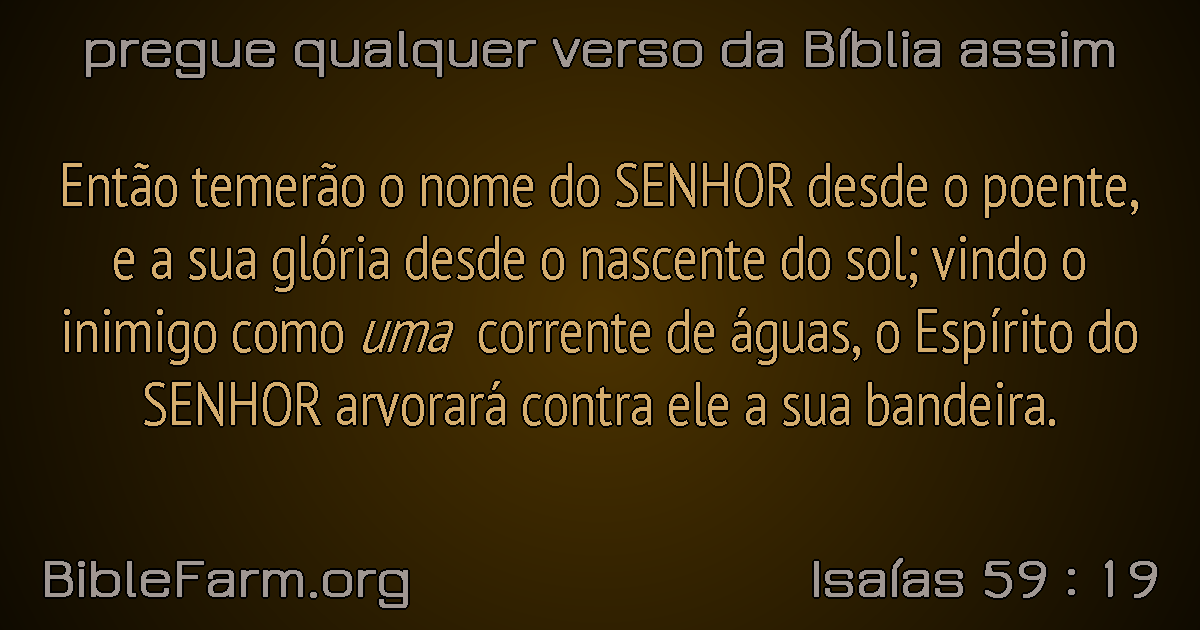 pregue qualquer verso da Bíblia assim
Então temerão o nome do SENHOR desde o poente,
e a sua glória desde o nascente do sol; vindo o
inimigo como uma corrente de águas, o Espírito do
SENHOR arvorará contra ele a sua bandeira.
BibleFarm.org
Isaías 59 : 19